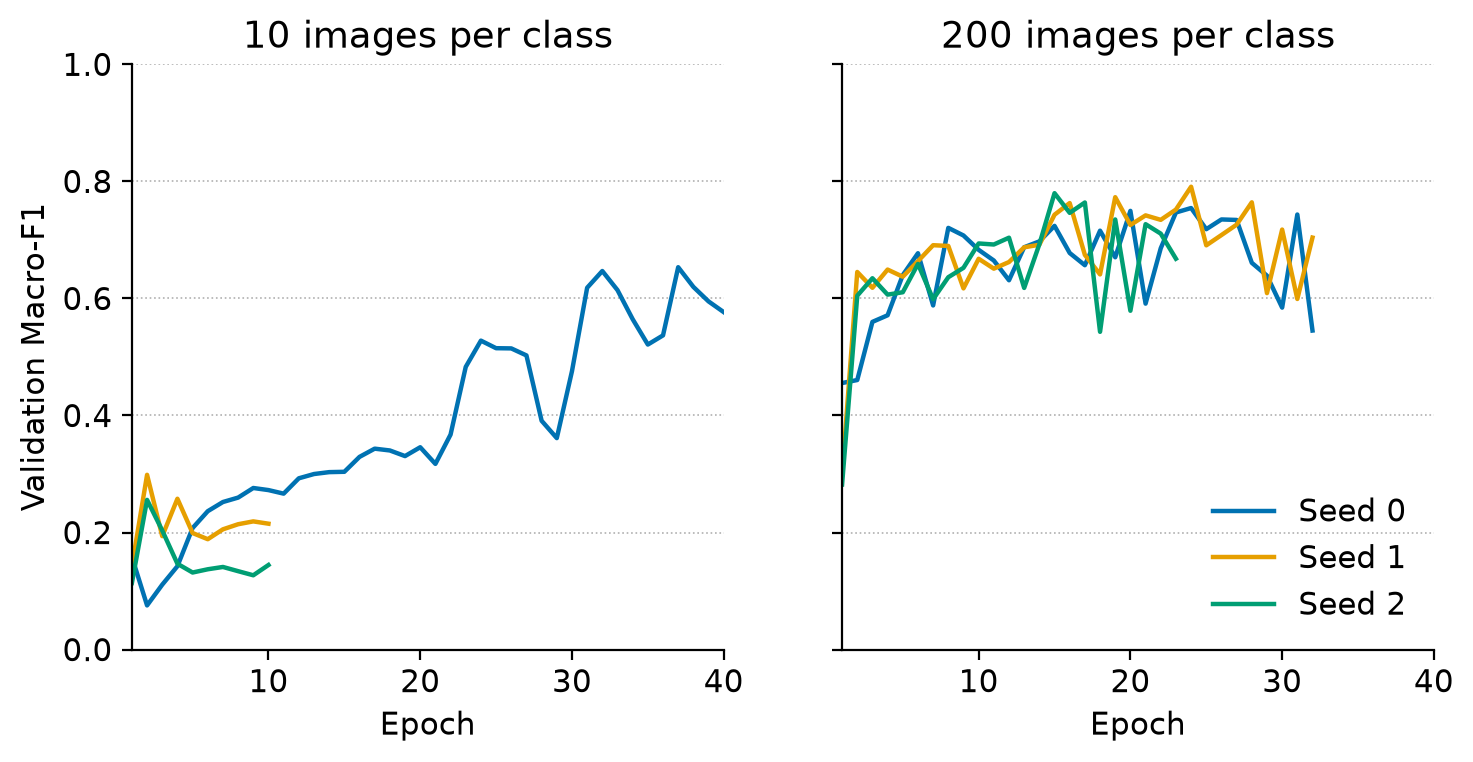 10 images per class
200 images per class
Validation Macro-F1
1.0
0.8
0.6
0.4
0.2
0.0
10
20
30
40
Epoch
10
20
30
40
Epoch
Seed 0
Seed 1
Seed 2